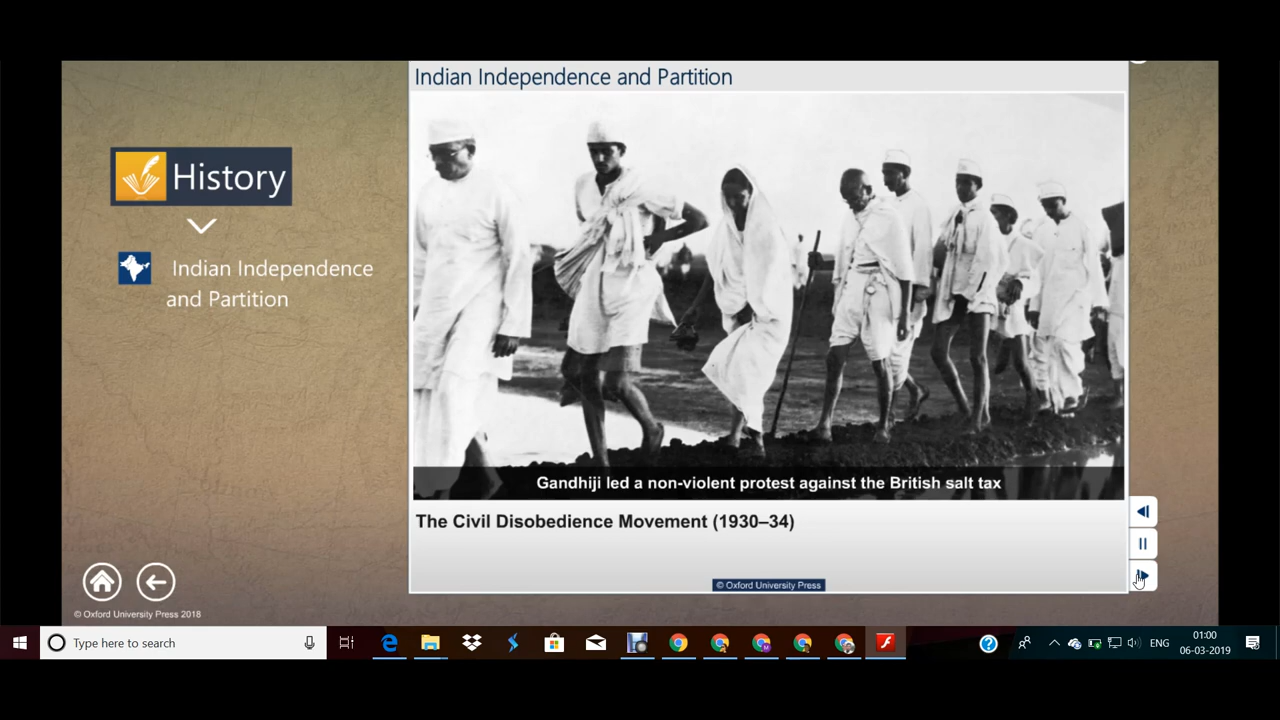 Indian Independence and Partition
History
Indian Independence
and Partition
Gandhiji led a non-violent protest against the British salt tax
The Civil Disobedience Movement (1930–34)
© Oxford University Press
© Oxford University Press 2018
Type here to search
ENG
01:00
06-03-2019